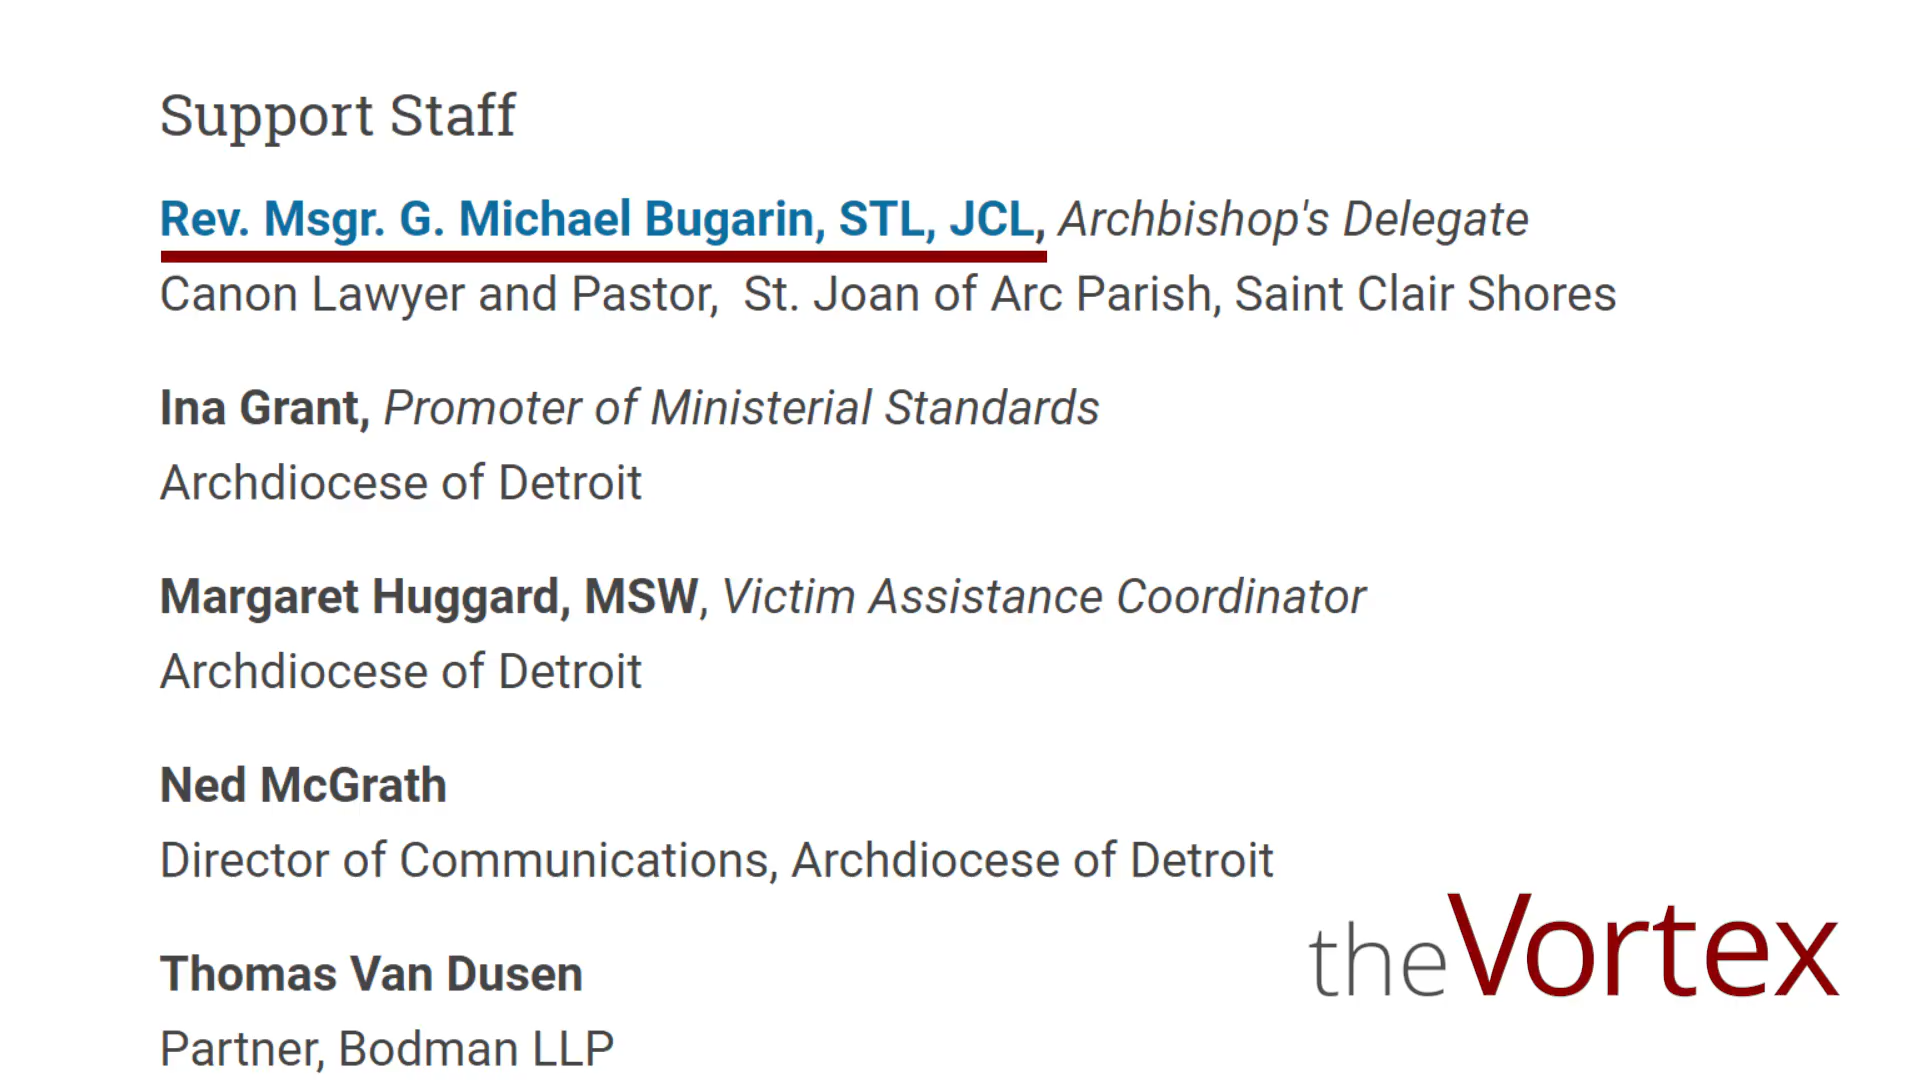 Support Staff
Rev. Msgr. G. Michael Bugarin, STL, JCL, Archbishop's Delegate
Canon Lawyer and Pastor,  St. Joan of Arc Parish, Saint Clair Shores
Ina Grant, Promoter of Ministerial Standards
Archdiocese of Detroit
Margaret Huggard, MSW, Victim Assistance Coordinator
Archdiocese of Detroit
Ned McGrath
Director of Communications, Archdiocese of Detroit
Thomas Van Dusen
Partner, Bodman LLP
theVortex